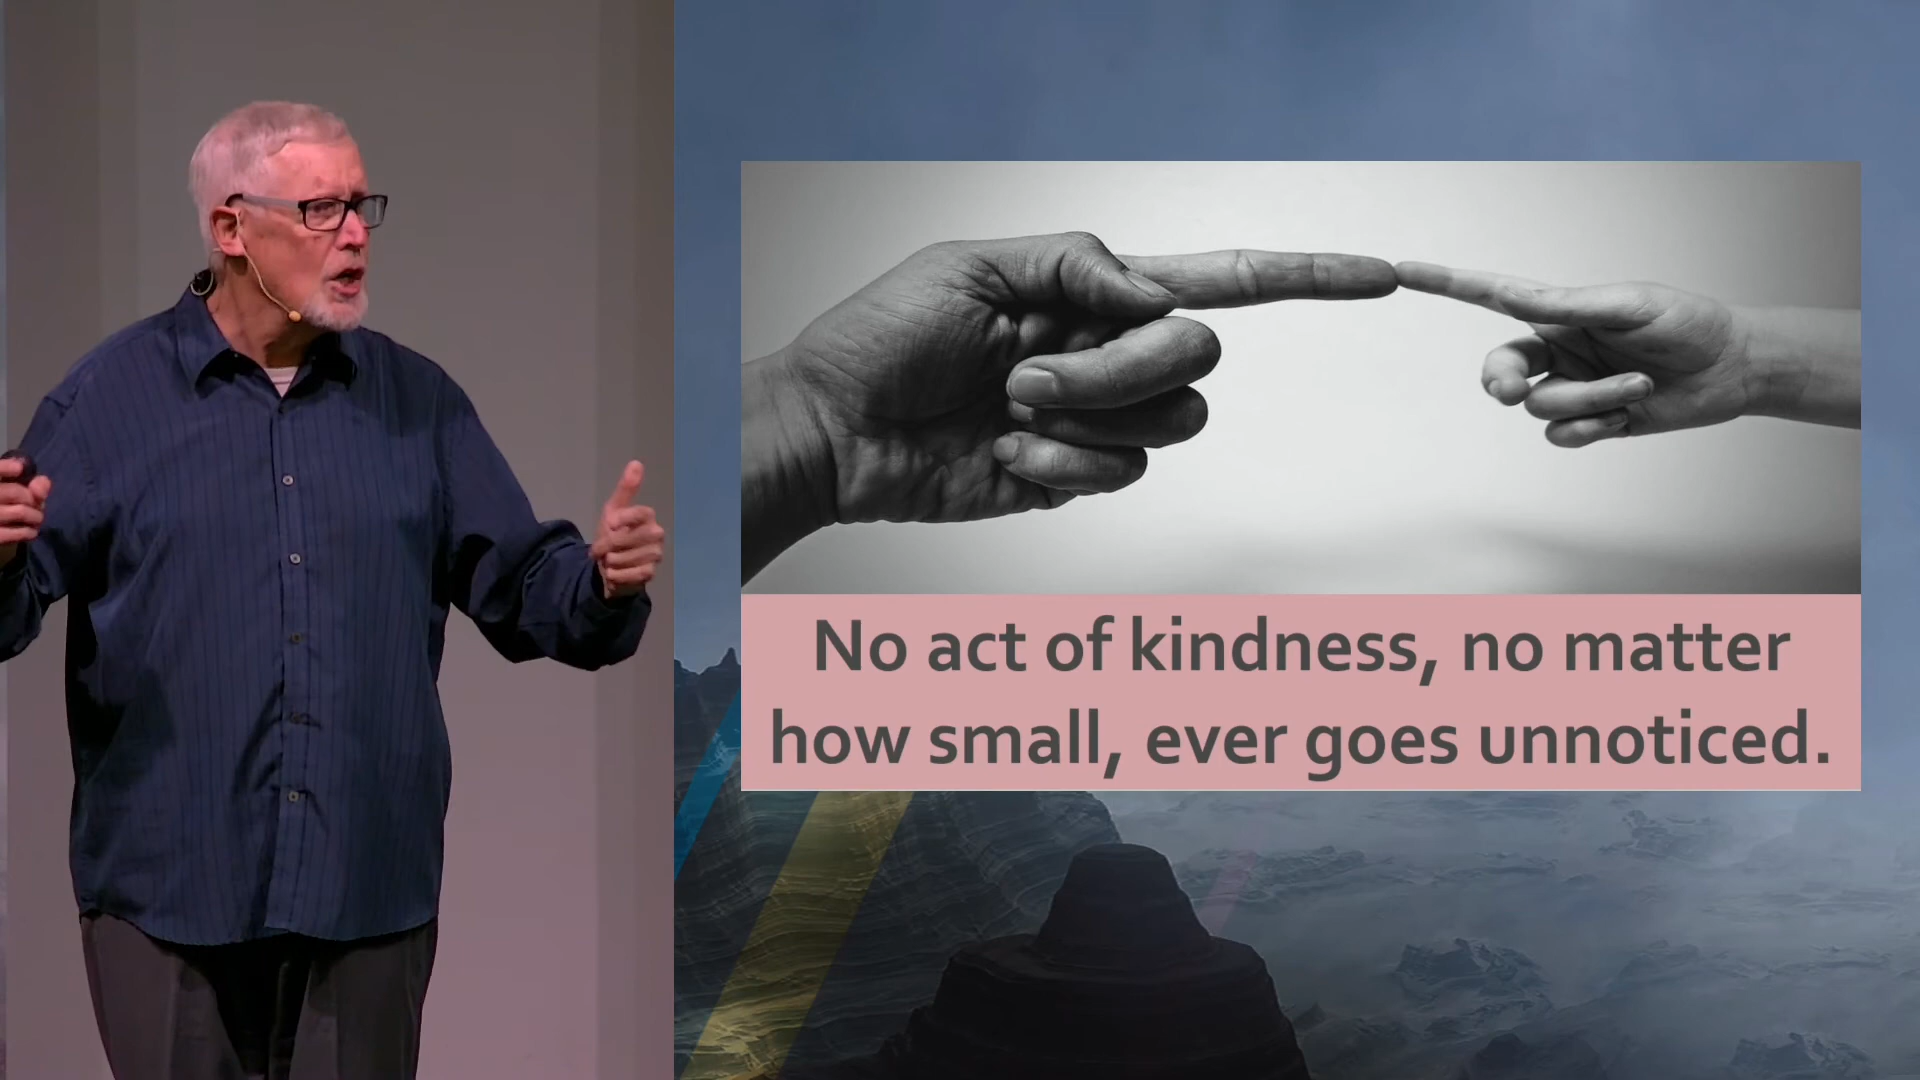 No act of kindness, no matter
how small, ever goes unnoticed.